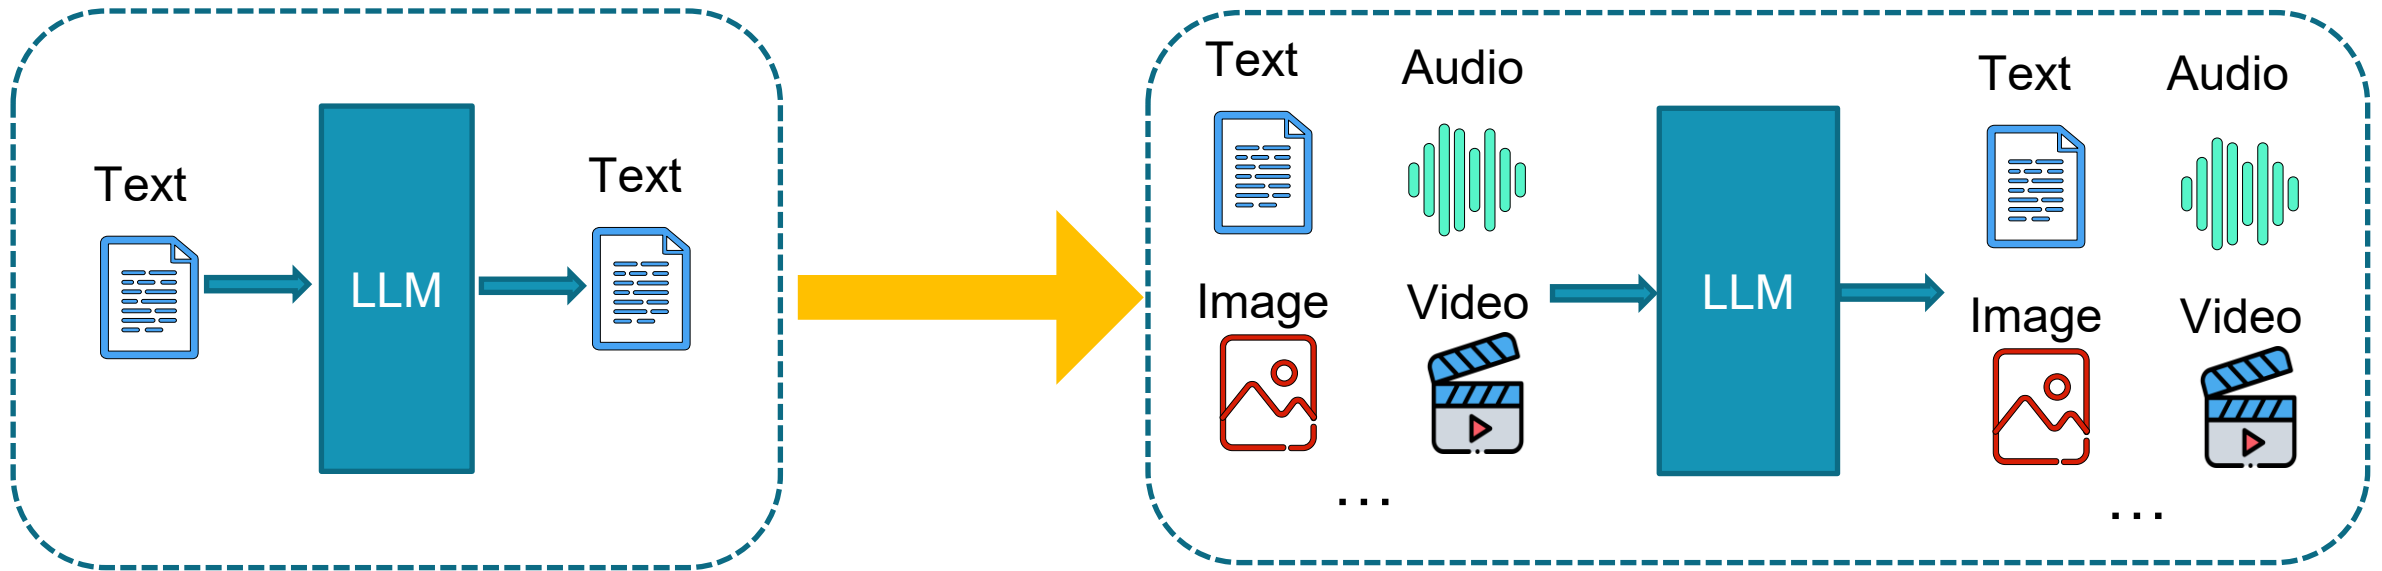 Text
LLM
Text
Text
Audio
Image
Video
...
LLM
Text
Audio
Image
Video
...